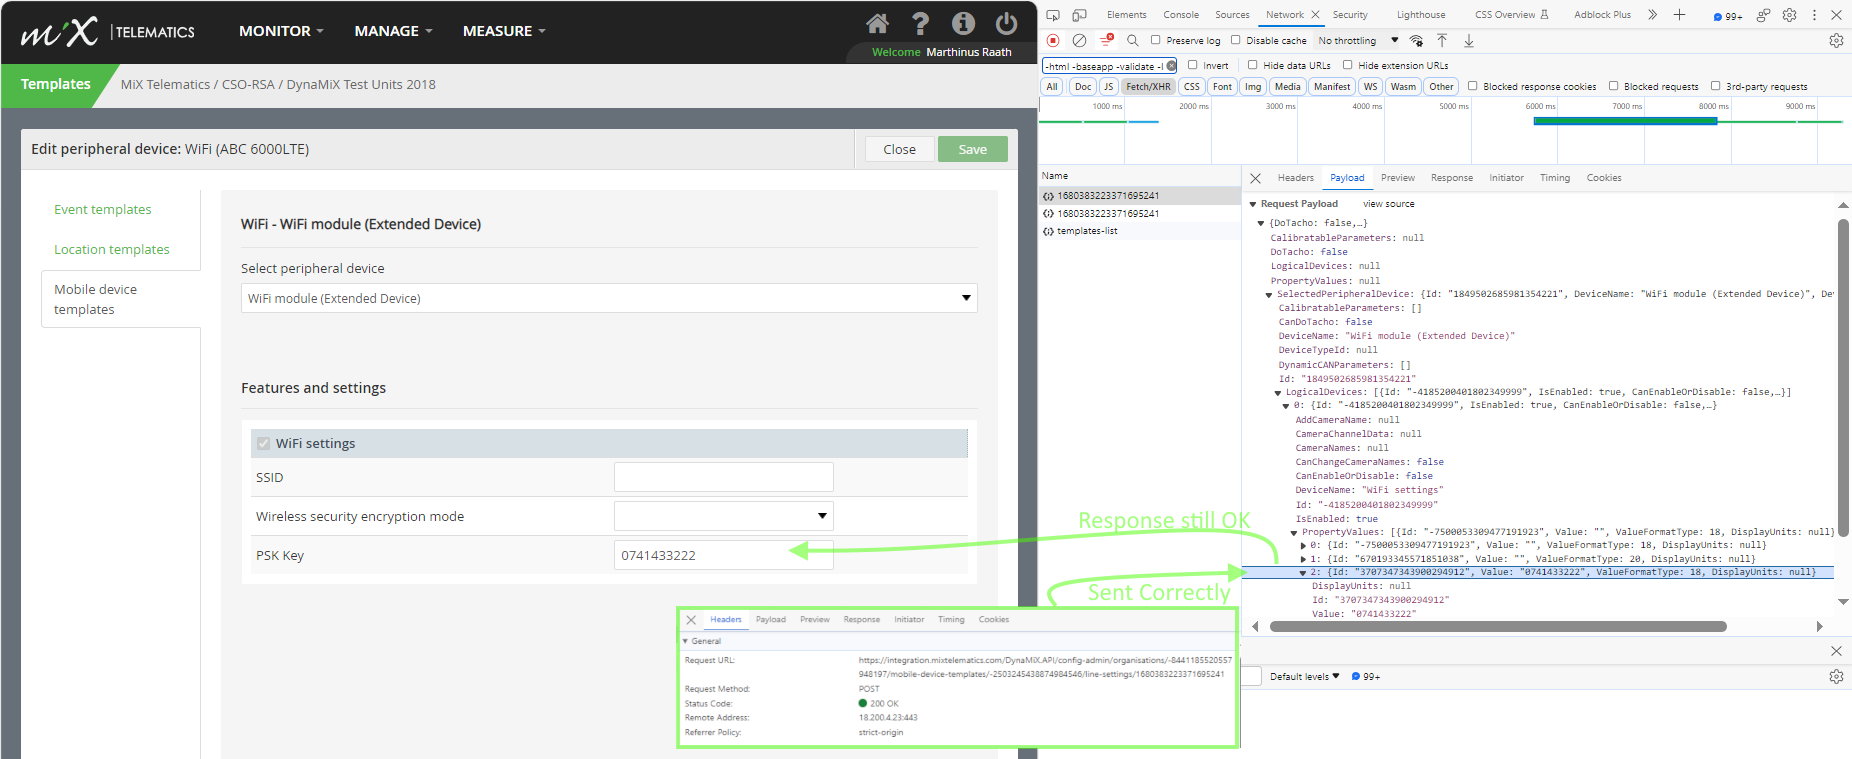 mix TELEMATICS
MONITOR MANAGE MEASURE
Welcome Marthinus Raath
Templates MiX Telematics / CSO-RSA / DynaMiX Test Units 2018
Edit peripheral device: WiFi (ABC 6000LTE) Close Save
Event templates
Location templates
Mobile device
templates
WiFi - WiFi module (Extended Device)
Select peripheral device
WiFi module (Extended Device)
Features and settings
WiFi settings
SSID
Wireless security encryption mode
PSK Key 0741433222
Elements Console Sources Network Security Lighthouse CSS Overview Adblock Plus 99+
Preserve log Disable cache No throttling
-html -baseapp -validate -l Invert Hide data URLs Hide extension URLs
All Doc JS Fetch/XHR CSS Font Img Media Manifest WS Wasm Other Blocked response cookies Blocked requests 3rd-party requests
1000 ms 2000 ms 3000 ms 4000 ms 5000 ms 6000 ms 7000 ms 8000 ms 9000 ms
Name
1680383223371695241
1680383223371695241
templates-list
Headers Payload Preview Response Initiator Timing Cookies
Request Payload view source
{DoTacho: false,…}
CalibratableParameters: null
DoTacho: false
LogicalDevices: null
PropertyValues: null
SelectedPeripheralDevice: {Id: "1849502685981354221", DeviceName: "WiFi module (Extended Device)", De
CalibratableParameters: []
CanDoTacho: false
DeviceName: "WiFi module (Extended Device)"
DeviceTypeId: null
DynamicCANParameters: []
Id: "1849502685981354221"
LogicalDevices: [{Id: "-4185200401802349999", IsEnabled: true, CanEnableOrDisable: false,…}]
0: {Id: "-4185200401802349999", IsEnabled: true, CanEnableOrDisable: false,…}
AddCameraName: null
CameraChannelData: null
CameraNames: null
CanChangeCameraNames: false
CanEnableOrDisable: false
DeviceName: "WiFi settings"
Id: "-4185200401802349999"
IsEnabled: true
PropertyValues: [{Id: "-7500053309477191923", Value: "", ValueFormatType: 18, DisplayUnits: null}
0: {Id: "-7500053309477191923", Value: "", ValueFormatType: 18, DisplayUnits: null}
1: {Id: "6701933455718510​38", Value: "", ValueFormatType: 20, DisplayUnits: null}
2: {Id: "3707347343900294912", Value: "0741433222", ValueFormatType: 18, DisplayUnits: null}
DisplayUnits: null
Id: "3707347343900294912"
Value: "0741433222"
Response still OK
Sent Correctly
Headers Payload Preview Response Initiator Timing Cookies
General
Request URL: https://integration.mixtelematics.com/DynaMiX.API/config-admin/organisations/-8441185520557
948197/mobile-device-templates/-2503245438874984546/line-settings/1680383223371695241
Request Method: POST
Status Code: 200 OK
Remote Address: 18.200.4.23:443
Referrer Policy: strict-origin
Default levels 99+